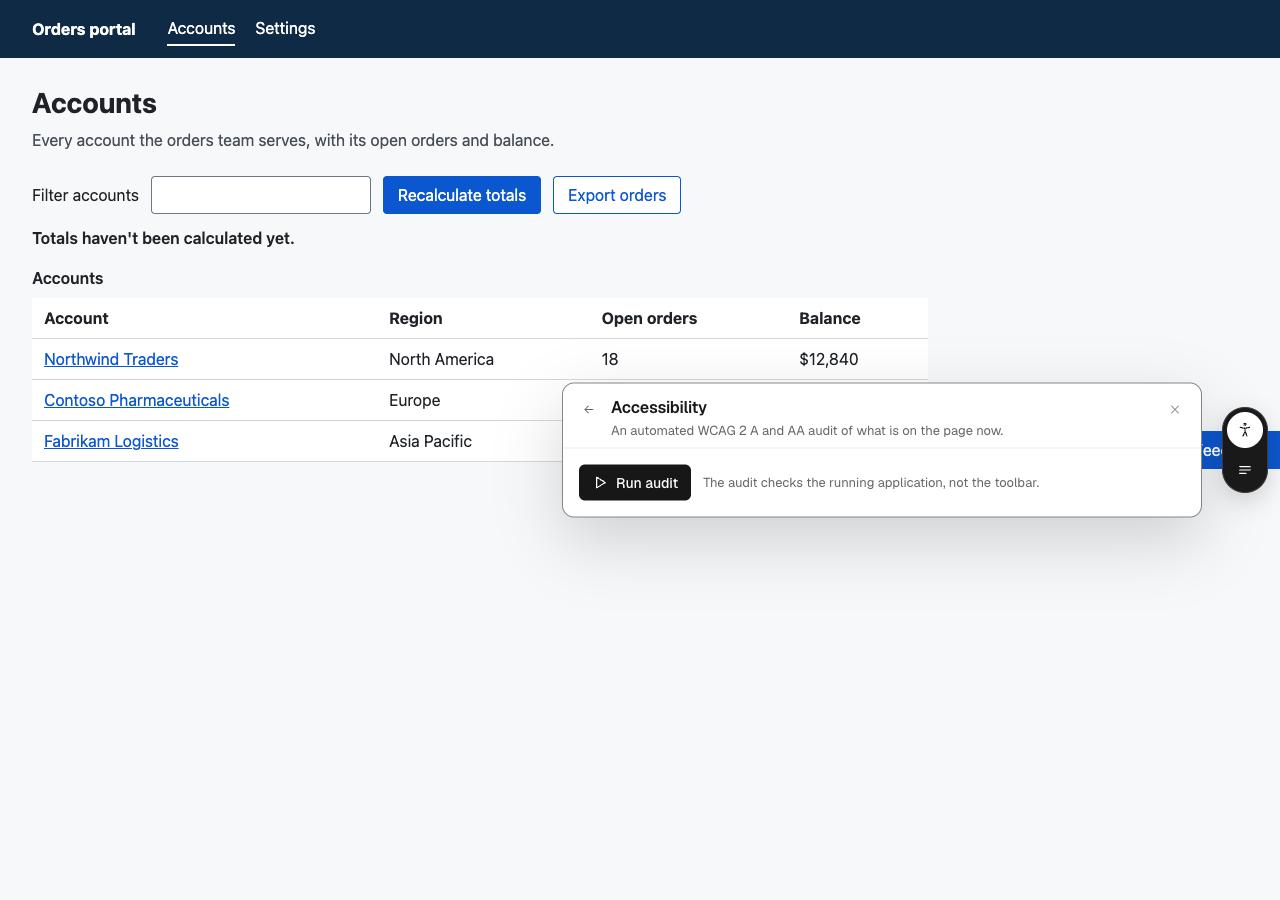 Orders portal Accounts Settings
Accounts
Every account the orders team serves, with its open orders and balance.
Filter accounts Recalculate totals Export orders
Totals haven't been calculated yet.
Accounts
Account Region Open orders Balance
Northwind Traders North America 18 $12,840
Contoso Pharmaceuticals Europe
Fabrikam Logistics Asia Pacific
Accessibility
An automated WCAG 2 A and AA audit of what is on the page now.
Run audit The audit checks the running application, not the toolbar.